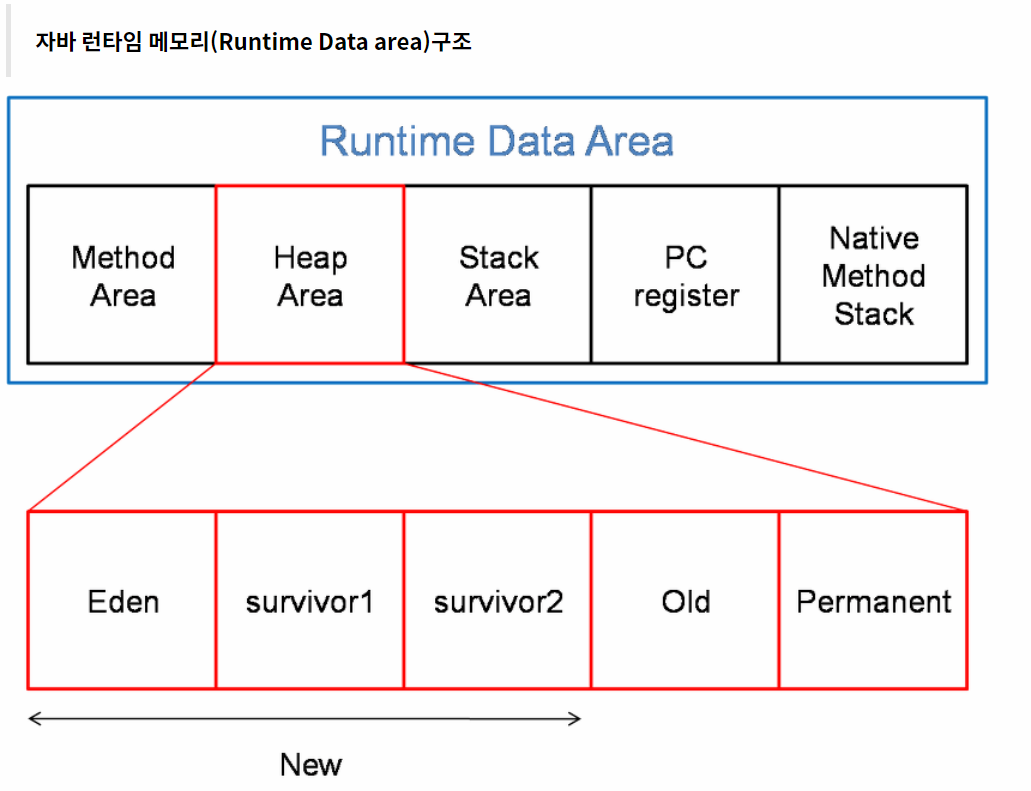 자바 런타임 메모리(Runtime Data area)구조
Runtime Data Area
Method
Area
Heap
Area
Stack
Area
PC
register
Native
Method
Stack
Eden
survivor1
survivor2
Old
Permanent
New